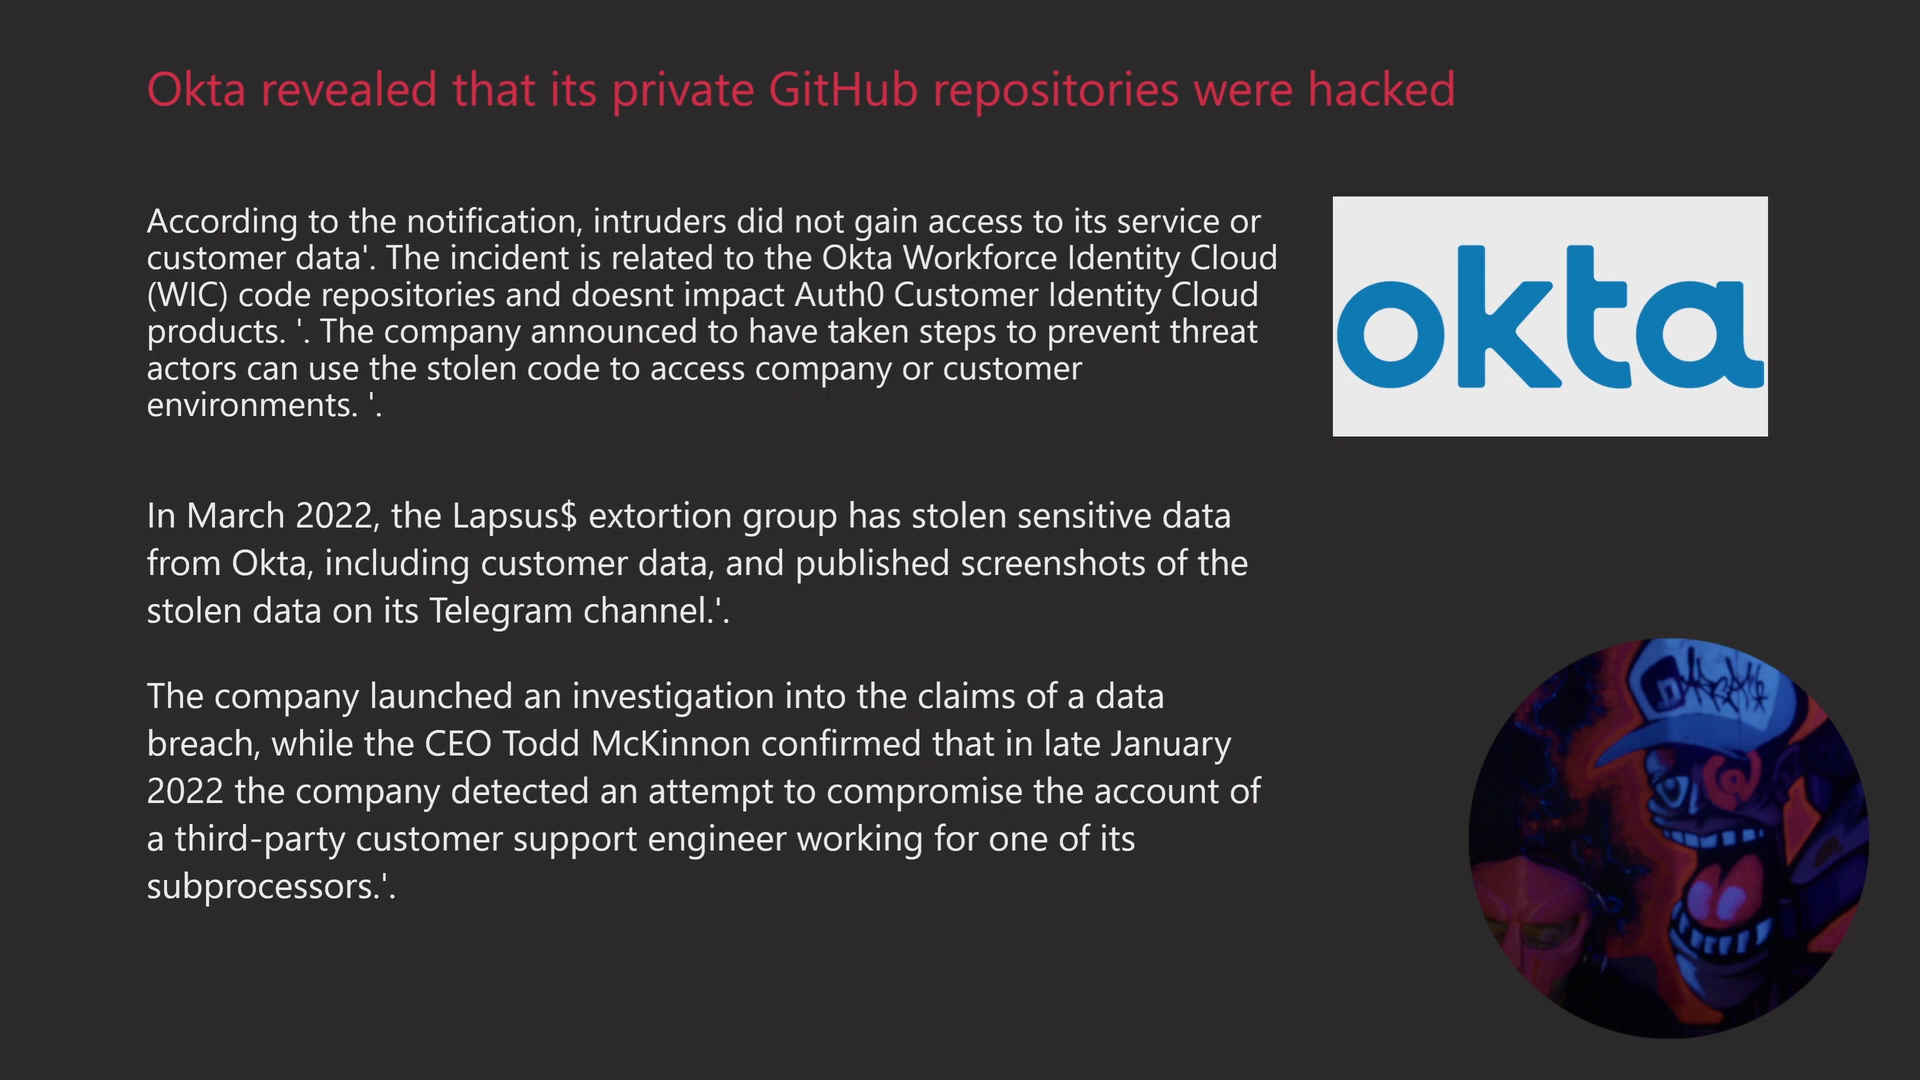 Okta revealed that its private GitHub repositories were hacked
According to the notification, intruders did not gain access to its service or
customer data'. The incident is related to the Okta Workforce Identity Cloud
(WIC) code repositories and doesnt impact Auth0 Customer Identity Cloud
products. '. The company announced to have taken steps to prevent threat
actors can use the stolen code to access company or customer
environments. '.
okta
In March 2022, the Lapsus$ extortion group has stolen sensitive data
from Okta, including customer data, and published screenshots of the
stolen data on its Telegram channel.'.
The company launched an investigation into the claims of a data
breach, while the CEO Todd McKinnon confirmed that in late January
2022 the company detected an attempt to compromise the account of
a third-party customer support engineer working for one of its
subprocessors.'.